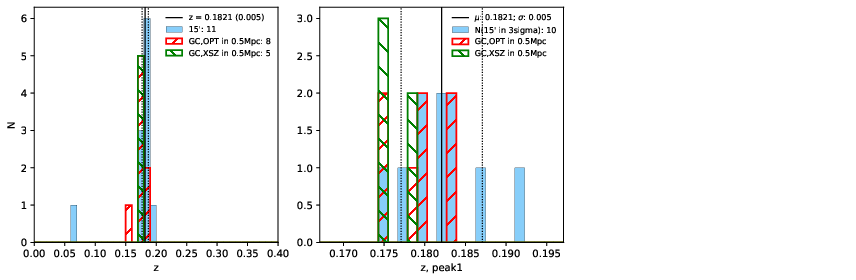 z = 0.1821 (0.005)
15': 11
GC,OPT in 0.5Mpc: 8
GC,XSZ in 0.5Mpc: 5
N
0
1
2
3
4
5
6
0.00 0.05 0.10 0.15 0.20 0.25 0.30 0.35 0.40
z
μ: 0.1821; σ: 0.005
N(15' in 3sigma): 10
GC,OPT in 0.5Mpc
GC,XSZ in 0.5Mpc
0.0
0.5
1.0
1.5
2.0
2.5
3.0
0.170 0.175 0.180 0.185 0.190 0.195
z, peak1